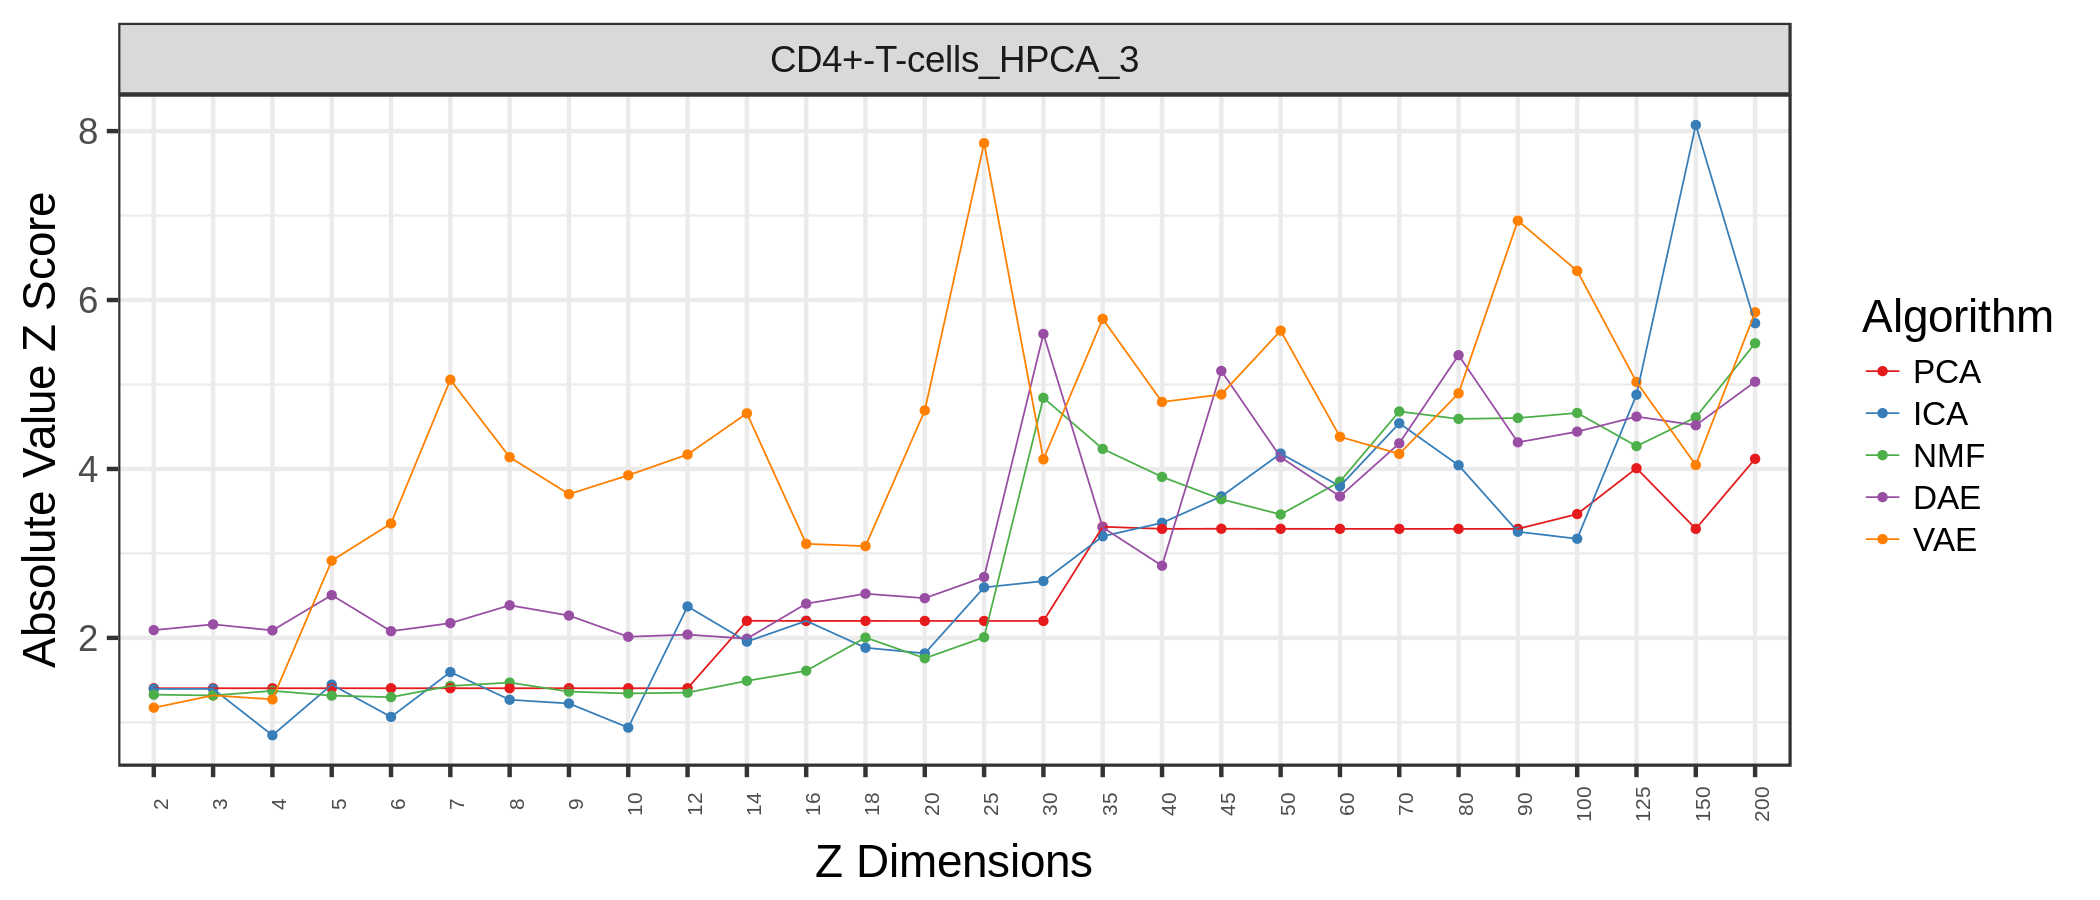 CD4+-T-cells_HPCA_3
Absolute Value Z Score
8
6
4
2
2 3 4 5 6 7 8 9 10 12 14 16 18 20 25 30 35 40 45 50 60 70 80 90 100 125 150 200
Z Dimensions
Algorithm
PCA
ICA
NMF
DAE
VAE